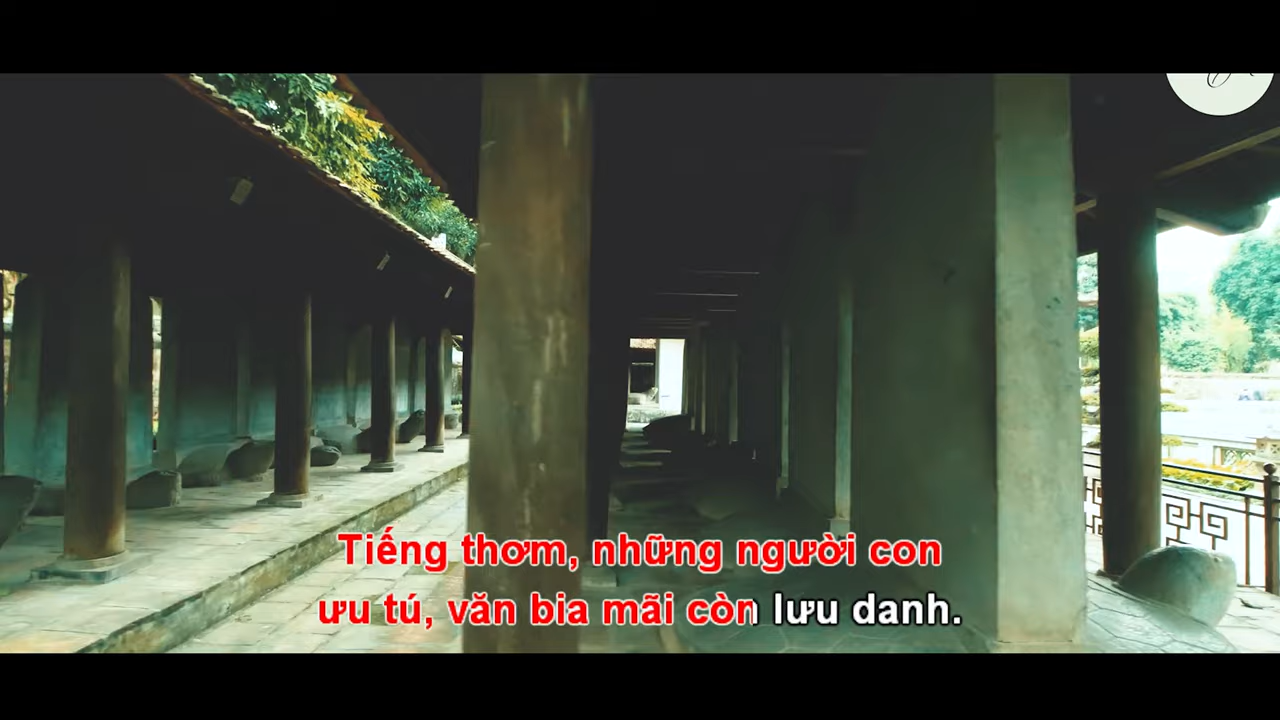 Tiếng thơm, những người con
ưu tú, văn bia mãi còn lưu danh.